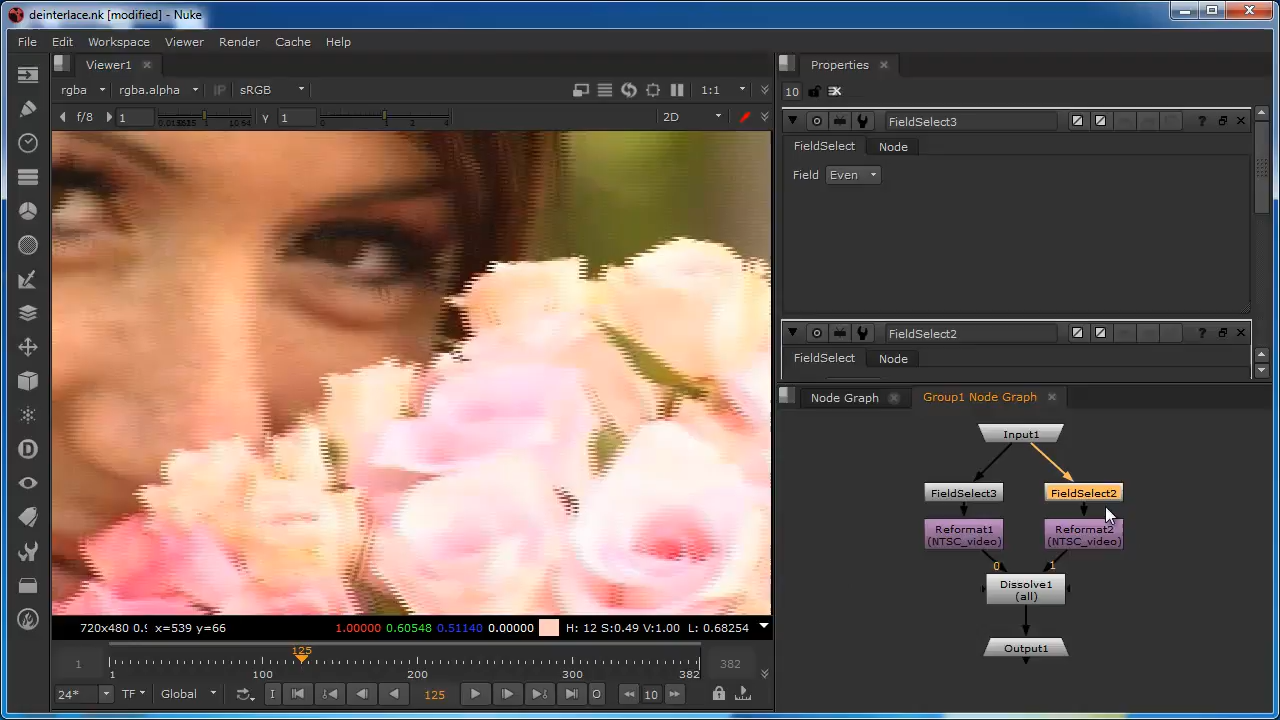 deinterlace.nk [modified] - Nuke
File Edit Workspace Viewer Render Cache Help
Viewer1
rgba rgba.alpha IP sRGB 1:1
f/8 1 γ 1 2D
720x480 x=539 y=66 1.00000 0.60548 0.51140 0.00000 H: 12 S:0.49 V:1.00 L: 0.68254
125
1 382
1 100 200 300 382
24* TF Global I 125 O 10
Properties
10
FieldSelect3 ?
FieldSelect Node
Field Even
FieldSelect2 ?
FieldSelect Node
Node Graph Group1 Node Graph
Input1
FieldSelect3 FieldSelect2
Reformat1 Reformat2
(NTSC_video) (NTSC_video)
0 1
Dissolve1
(all)
Output1